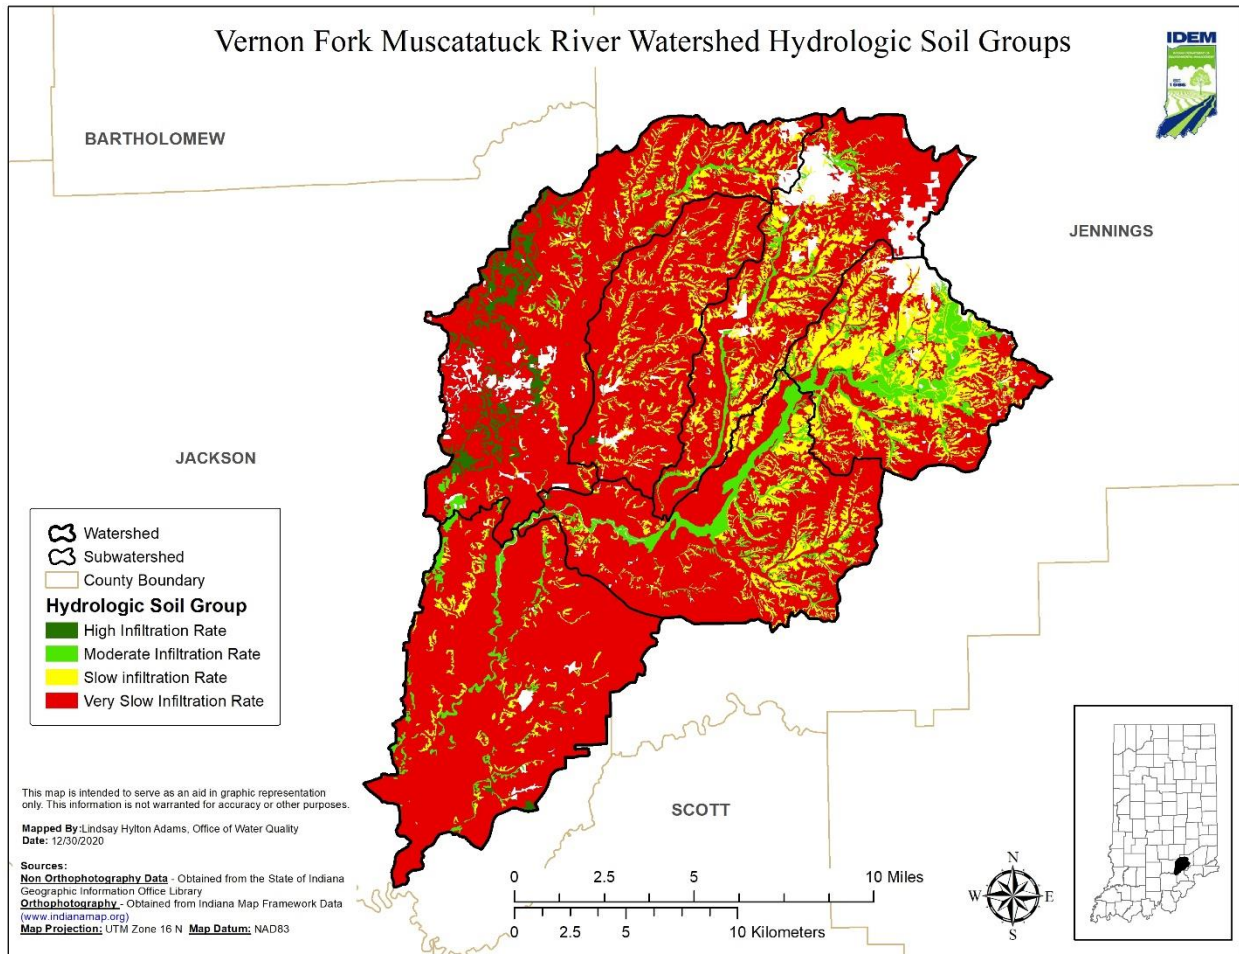 Vernon Fork Muscatatuck River Watershed Hydrologic Soil Groups
IDEM
BARTHOLOMEW
JENNINGS
JACKSON
SCOTT
Watershed
Subwatershed
County Boundary
Hydrologic Soil Group
High Infiltration Rate
Moderate Infiltration Rate
Slow infiltration Rate
Very Slow Infiltration Rate
This map is intended to serve as an aid in graphic representation
only. This information is not warranted for accuracy or other purposes.
Mapped By:Lindsay Hylton Adams, Office of Water Quality
Date: 12/30/2020
Sources:
Non Orthophotography Data - Obtained from the State of Indiana
Geographic Information Office Library
Orthophotography - Obtained from Indiana Map Framework Data
(www.indianamap.org)
Map Projection: UTM Zone 16 N Map Datum: NAD83
0 2.5 5 10 Miles
0 2.5 5 10 Kilometers
N
W E
S